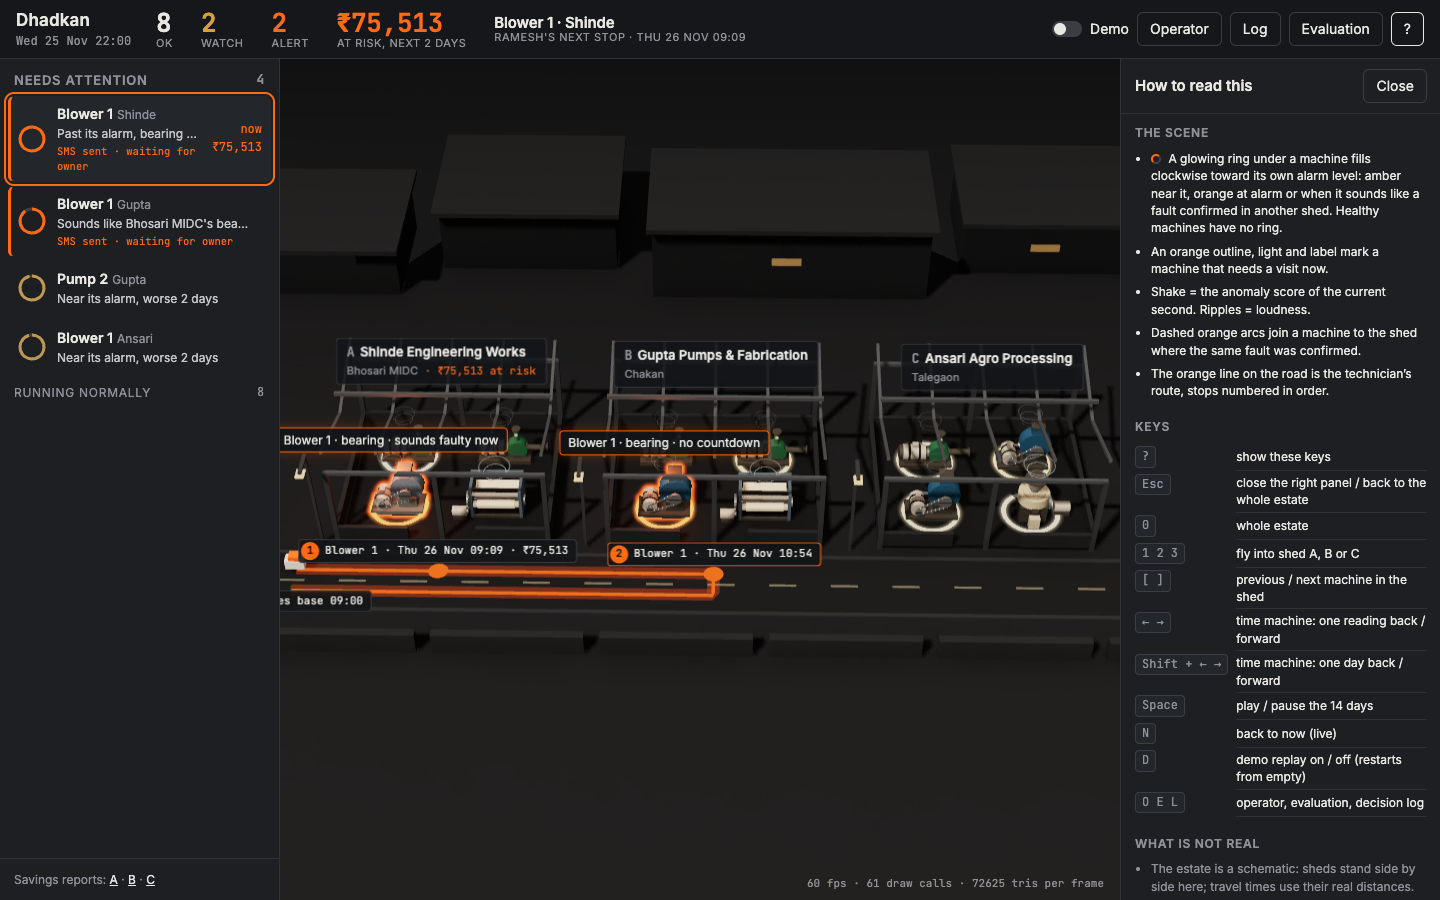 Dhadkan
Wed 25 Nov 22:00
8
OK
2
WATCH
2
ALERT
₹75,513
AT RISK, NEXT 2 DAYS
Blower 1 · Shinde
RAMESH'S NEXT STOP · THU 26 NOV 09:09
Demo
Operator
Log
Evaluation
?
NEEDS ATTENTION
4
Blower 1 Shinde
Past its alarm, bearing ...
SMS sent · waiting for
owner
now
₹75,513
Blower 1 Gupta
Sounds like Bhosari MIDC's bea...
SMS sent · waiting for owner
Pump 2 Gupta
Near its alarm, worse 2 days
Blower 1 Ansari
Near its alarm, worse 2 days
RUNNING NORMALLY
8
Savings reports: A · B · C
A Shinde Engineering Works
Bhosari MIDC · ₹75,513 at risk
B Gupta Pumps & Fabrication
Chakan
C Ansari Agro Processing
Talegaon
Blower 1 · bearing · sounds faulty now
Blower 1 · bearing · no countdown
1 Blower 1 · Thu 26 Nov 09:09 · ₹75,513
2 Blower 1 · Thu 26 Nov 10:54
es base 09:00
60 fps · 61 draw calls · 72625 tris per frame
How to read this
Close
THE SCENE
• A glowing ring under a machine fills
clockwise toward its own alarm level: amber
near it, orange at alarm or when it sounds like a
fault confirmed in another shed. Healthy
machines have no ring.
• An orange outline, light and label mark a
machine that needs a visit now.
• Shake = the anomaly score of the current
second. Ripples = loudness.
• Dashed orange arcs join a machine to the shed
where the same fault was confirmed.
• The orange line on the road is the technician's
route, stops numbered in order.
KEYS
? show these keys
Esc close the right panel / back to the
whole estate
0 whole estate
1 2 3 fly into shed A, B or C
[ ] previous / next machine in the
shed
← → time machine: one reading back /
forward
Shift + ← → time machine: one day back /
forward
Space play / pause the 14 days
N back to now (live)
D demo replay on / off (restarts
from empty)
O E L operator, evaluation, decision log
WHAT IS NOT REAL
• The estate is a schematic: sheds stand side by
side here; travel times use their real distances.